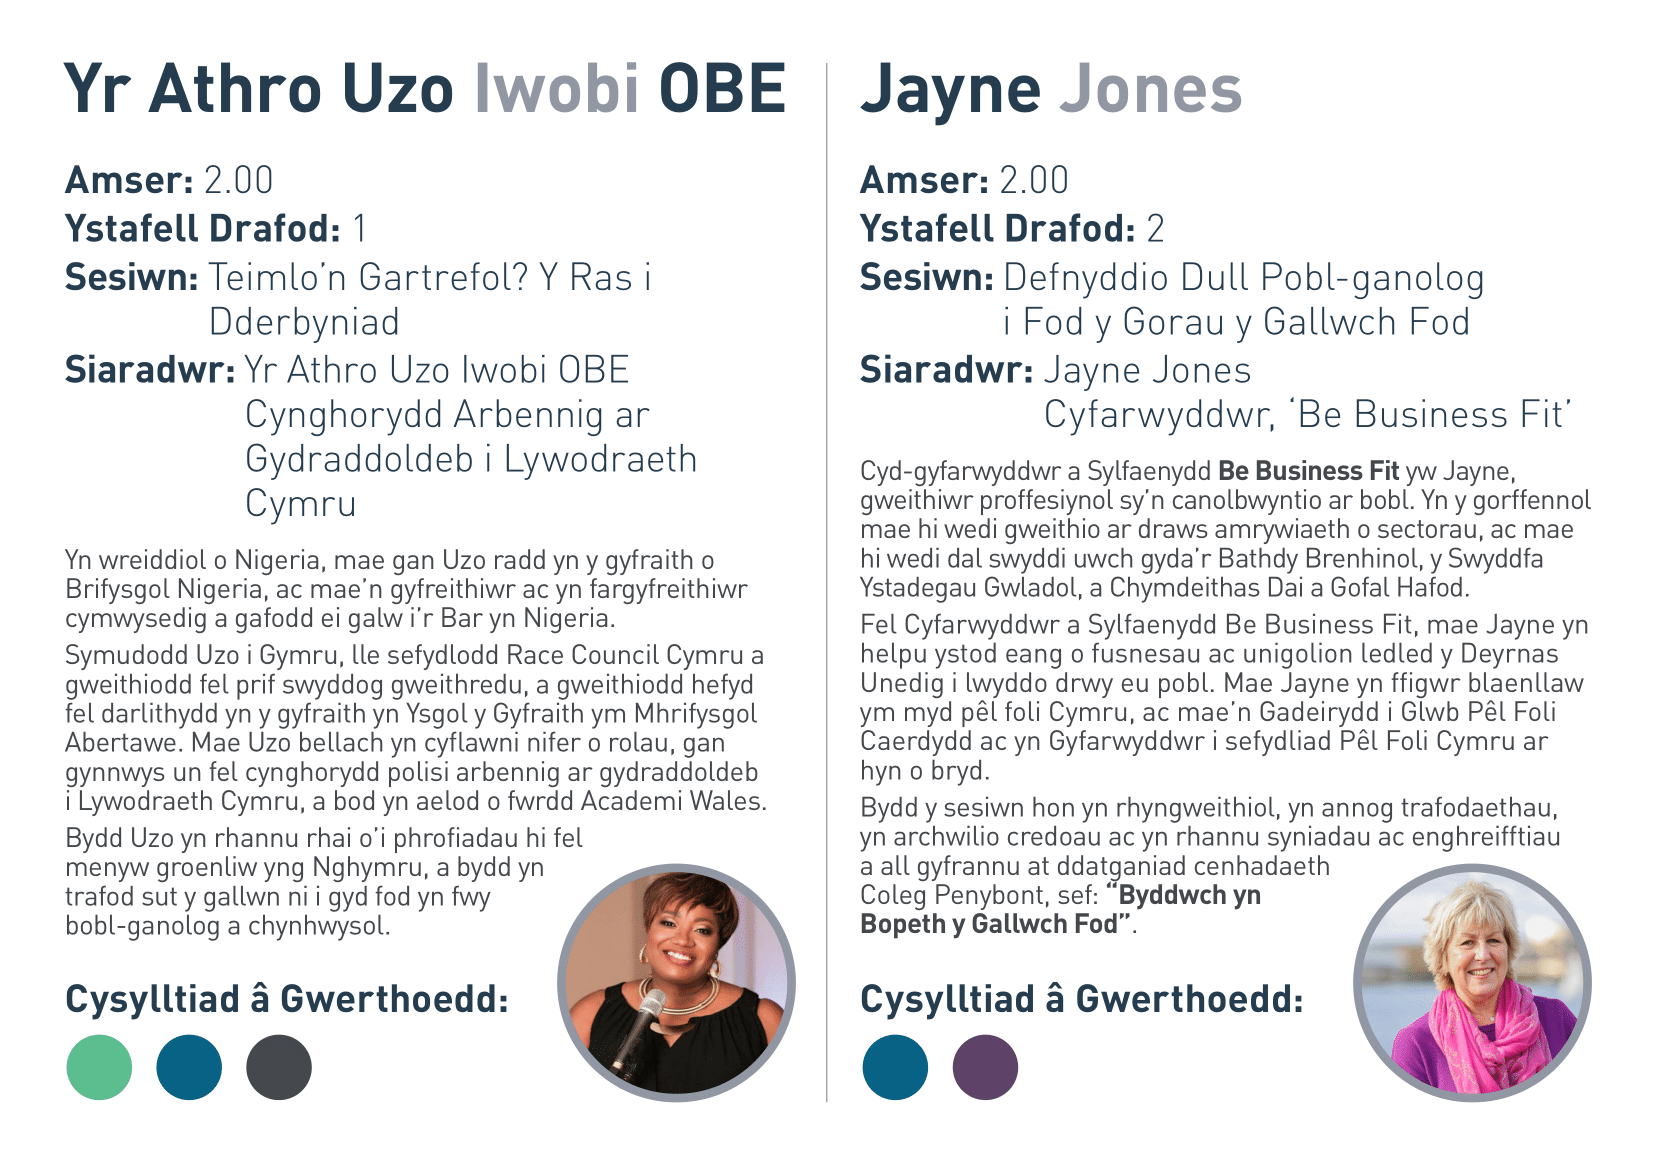 Yr Athro Uzo Iwobi OBE
Amser: 2.00
Ystafell Drafod: 1
Sesiwn: Teimlo'n Gartrefol? Y Ras i
Dderbyniad
Siaradwr: Yr Athro Uzo Iwobi OBE
Cynghorydd Arbennig ar
Gydraddoldeb i Lywodraeth
Cymru
Yn wreiddiol o Nigeria, mae gan Uzo radd yn y gyfraith o
Brifysgol Nigeria, ac mae'n gyfreithiwr ac yn fargyfreithiwr
cymwysedig a gafodd ei galw i'r Bar yn Nigeria.
Symudodd Uzo i Gymru, lle sefydlodd Race Council Cymru a
gweithiodd fel prif swyddog gweithredu, a gweithiodd hefyd
fel darlithydd yn y gyfraith yn Ysgol y Gyfraith ym Mhrifysgol
Abertawe. Mae Uzo bellach yn cyflawni nifer o rolau, gan
gynnwys un fel cynghorydd polisi arbennig ar gydraddoldeb
i Lywodraeth Cymru, a bod yn aelod o fwrdd Academi Wales.
Bydd Uzo yn rhannu rhai o'i phrofiadau hi fel
menyw groenliw yng Nghymru, a bydd yn
trafod sut y gallwn ni i gyd fod yn fwy
bobl-ganolog a chynhwysol.
Cysylltiad â Gwerthoedd:
Jayne Jones
Amser: 2.00
Ystafell Drafod: 2
Sesiwn: Defnyddio Dull Pobl-ganolog
i Fod y Gorau y Gallwch Fod
Siaradwr: Jayne Jones
Cyfarwyddwr, ‘Be Business Fit’
Cyd-gyfarwyddwr a Sylfaenydd Be Business Fit yw Jayne,
gweithiwr proffesiynol sy'n canolbwyntio ar bobl. Yn y gorffennol
mae hi wedi gweithio ar draws amrywiaeth o sectorau, ac mae
hi wedi dal swyddi uwch gyda'r Bathdy Brenhinol, y Swyddfa
Ystadegau Gwladol, a Chymdeithas Dai a Gofal Hafod.
Fel Cyfarwyddwr a Sylfaenydd Be Business Fit, mae Jayne yn
helpu ystod eang o fusnesau ac unigolion ledled y Deyrnas
Unedig i lwyddo drwy eu pobl. Mae Jayne yn ffigwr blaenllaw
ym myd pêl foli Cymru, ac mae'n Gadeirydd i Glwb Pêl Foli
Caerdydd ac yn Gyfarwyddwr i sefydliad Pêl Foli Cymru ar
hyn o bryd.
Bydd y sesiwn hon yn rhyngweithiol, yn annog trafodaethau,
yn archwilio credoau ac yn rhannu syniadau ac enghreifftiau
a all gyfrannu at ddatganiad cenhadaeth
Coleg Penybont, sef: “Byddwch yn
Bopeth y Gallwch Fod”.
Cysylltiad â Gwerthoedd: